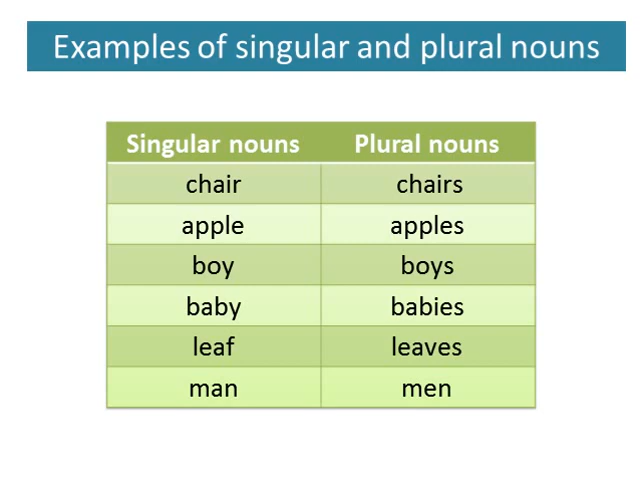 Examples of singular and plural nouns
Singular nouns Plural nouns
chair chairs
apple apples
boy boys
baby babies
leaf leaves
man men